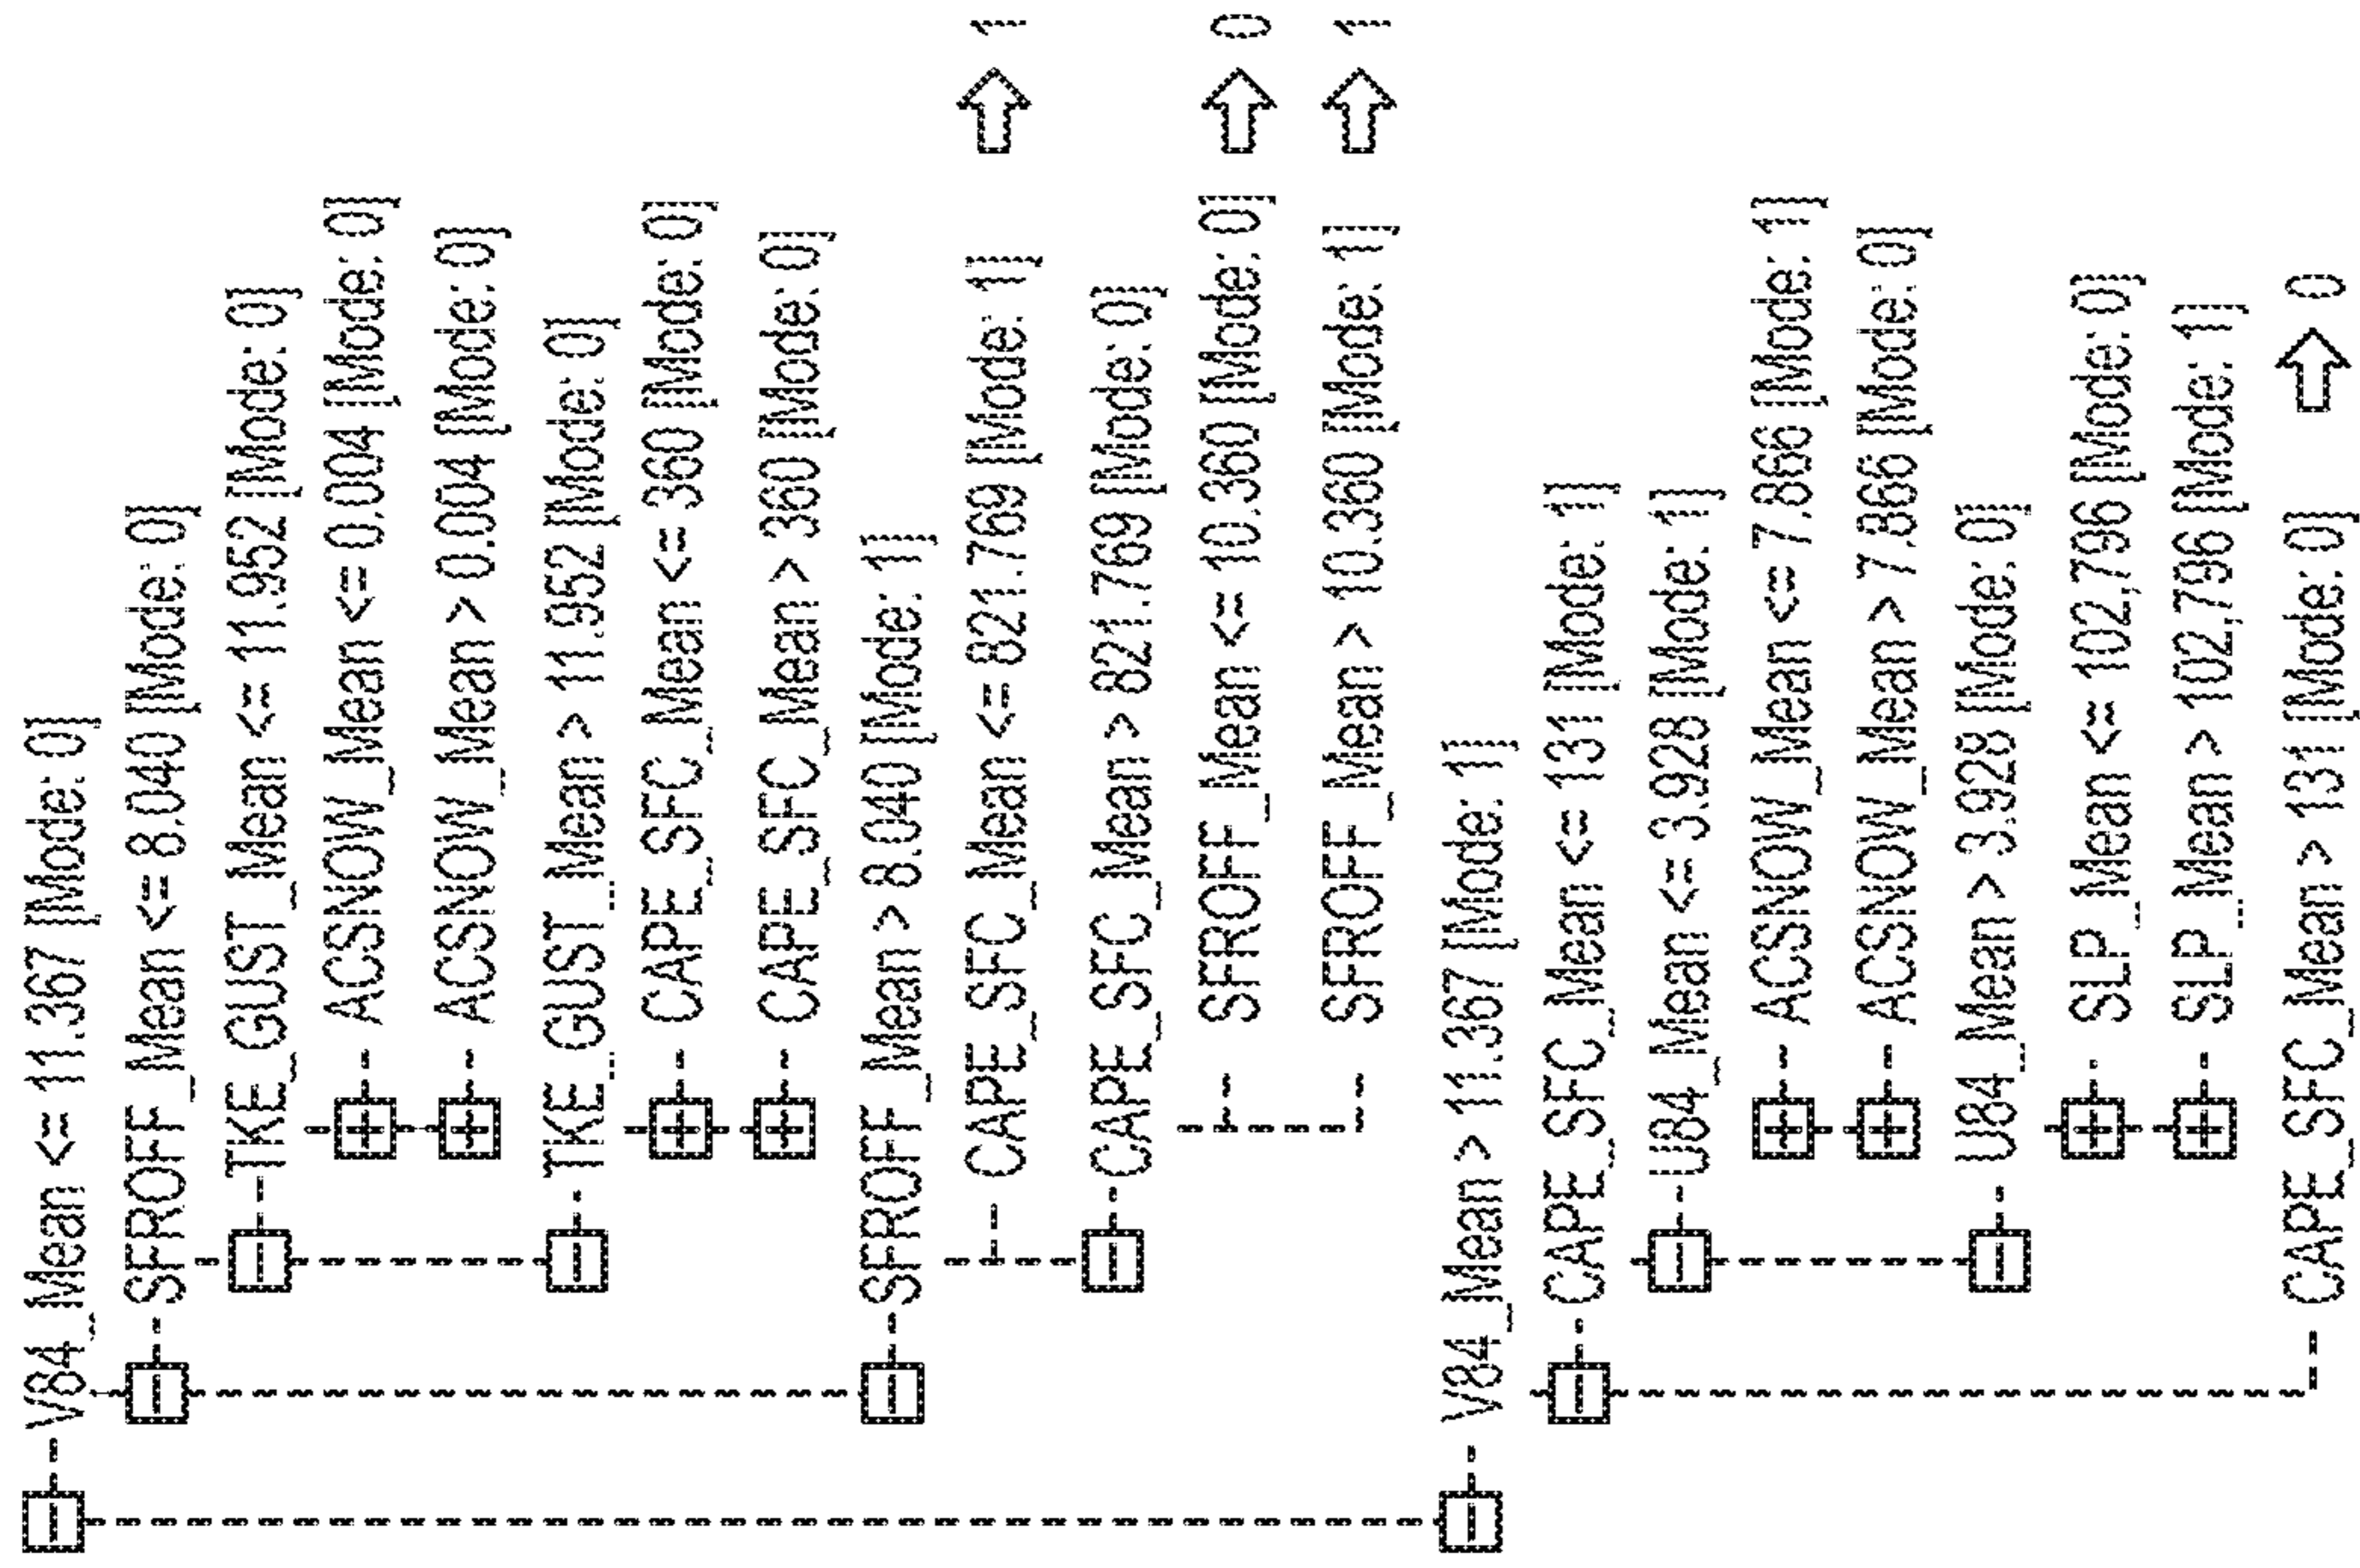 V84_Mean <= 11.367 [Mode: 0]
SFROFF_Mean <= 8.040 [Mode: 0]
TKE_GUST_Mean <= 11.952 [Mode: 0]
ACSNOW_Mean <= 0.004 [Mode: 0]
ACSNOW_Mean > 0.004 [Mode: 0]
TKE_GUST_Mean > 11.952 [Mode: 0]
CAPE_SFC_Mean <= 360 [Mode: 0]
CAPE_SFC_Mean > 360 [Mode: 0]
SFROFF_Mean > 8.040 [Mode: 1]
CAPE_SFC_Mean <= 821.769 [Mode: 1] ⇨ 1
CAPE_SFC_Mean > 821.769 [Mode: 0]
SFROFF_Mean <= 10.360 [Mode: 0] ⇨ 0
SFROFF_Mean > 10.360 [Mode: 1] ⇨ 1
V84_Mean > 11.367 [Mode: 1]
CAPE_SFC_Mean <= 131 [Mode: 1]
U84_Mean <= 3.928 [Mode: 1]
ACSNOW_Mean <= 7.866 [Mode: 1]
ACSNOW_Mean > 7.866 [Mode: 0]
U84_Mean > 3.928 [Mode: 0]
SLP_Mean <= 102,796 [Mode: 0]
SLP_Mean > 102,796 [Mode: 1]
CAPE_SFC_Mean > 131 [Mode: 0] ⇨ 0